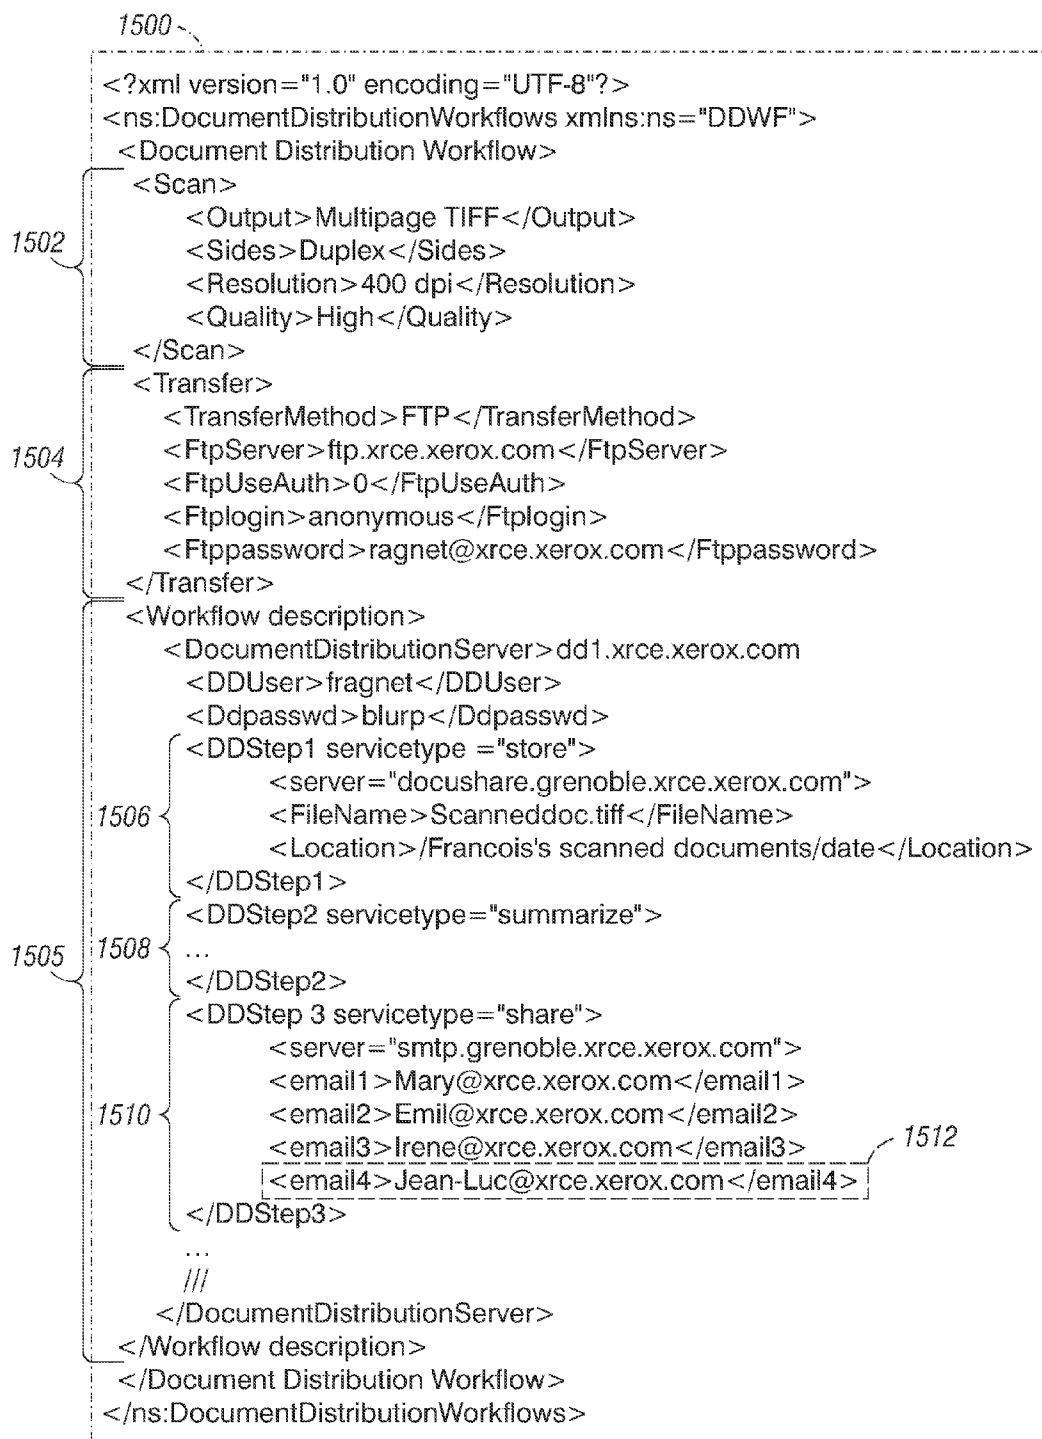 1500
<?xml version="1.0" encoding="UTF-8"?>
<ns:DocumentDistributionWorkflows xmlns:ns="DDWF">
<Document Distribution Workflow>
<Scan>
<Output>Multipage TIFF</Output>
1502
<Sides>Duplex</Sides>
<Resolution>400 dpi</Resolution>
<Quality>High</Quality>
</Scan>
<Transfer>
<TransferMethod>FTP</TransferMethod>
1504
<FtpServer>ftp.xrce.xerox.com</FtpServer>
<FtpUseAuth>0</FtpUseAuth>
<Ftplogin>anonymous</Ftplogin>
<Ftppassword>ragnet@xrce.xerox.com</Ftppassword>
</Transfer>
<Workflow description>
<DocumentDistributionServer>dd1.xrce.xerox.com
<DDUser>fragnet</DDUser>
<Ddpasswd>blurp</Ddpasswd>
<DDStep1 servicetype ="store">
<server="docushare.grenoble.xrce.xerox.com">
1506
<FileName>Scanneddoc.tiff</FileName>
<Location>/Francois's scanned documents/date</Location>
</DDStep1>
<DDStep2 servicetype="summarize">
1505
1508
...
</DDStep2>
<DDStep 3 servicetype="share">
<server="smtp.grenoble.xrce.xerox.com">
<email1>Mary@xrce.xerox.com</email1>
1510
<email2>Emil@xrce.xerox.com</email2>
<email3>Irene@xrce.xerox.com</email3>
1512
<email4>Jean-Luc@xrce.xerox.com</email4>
</DDStep3>
...
///
</DocumentDistributionServer>
</Workflow description>
</Document Distribution Workflow>
</ns:DocumentDistributionWorkflows>